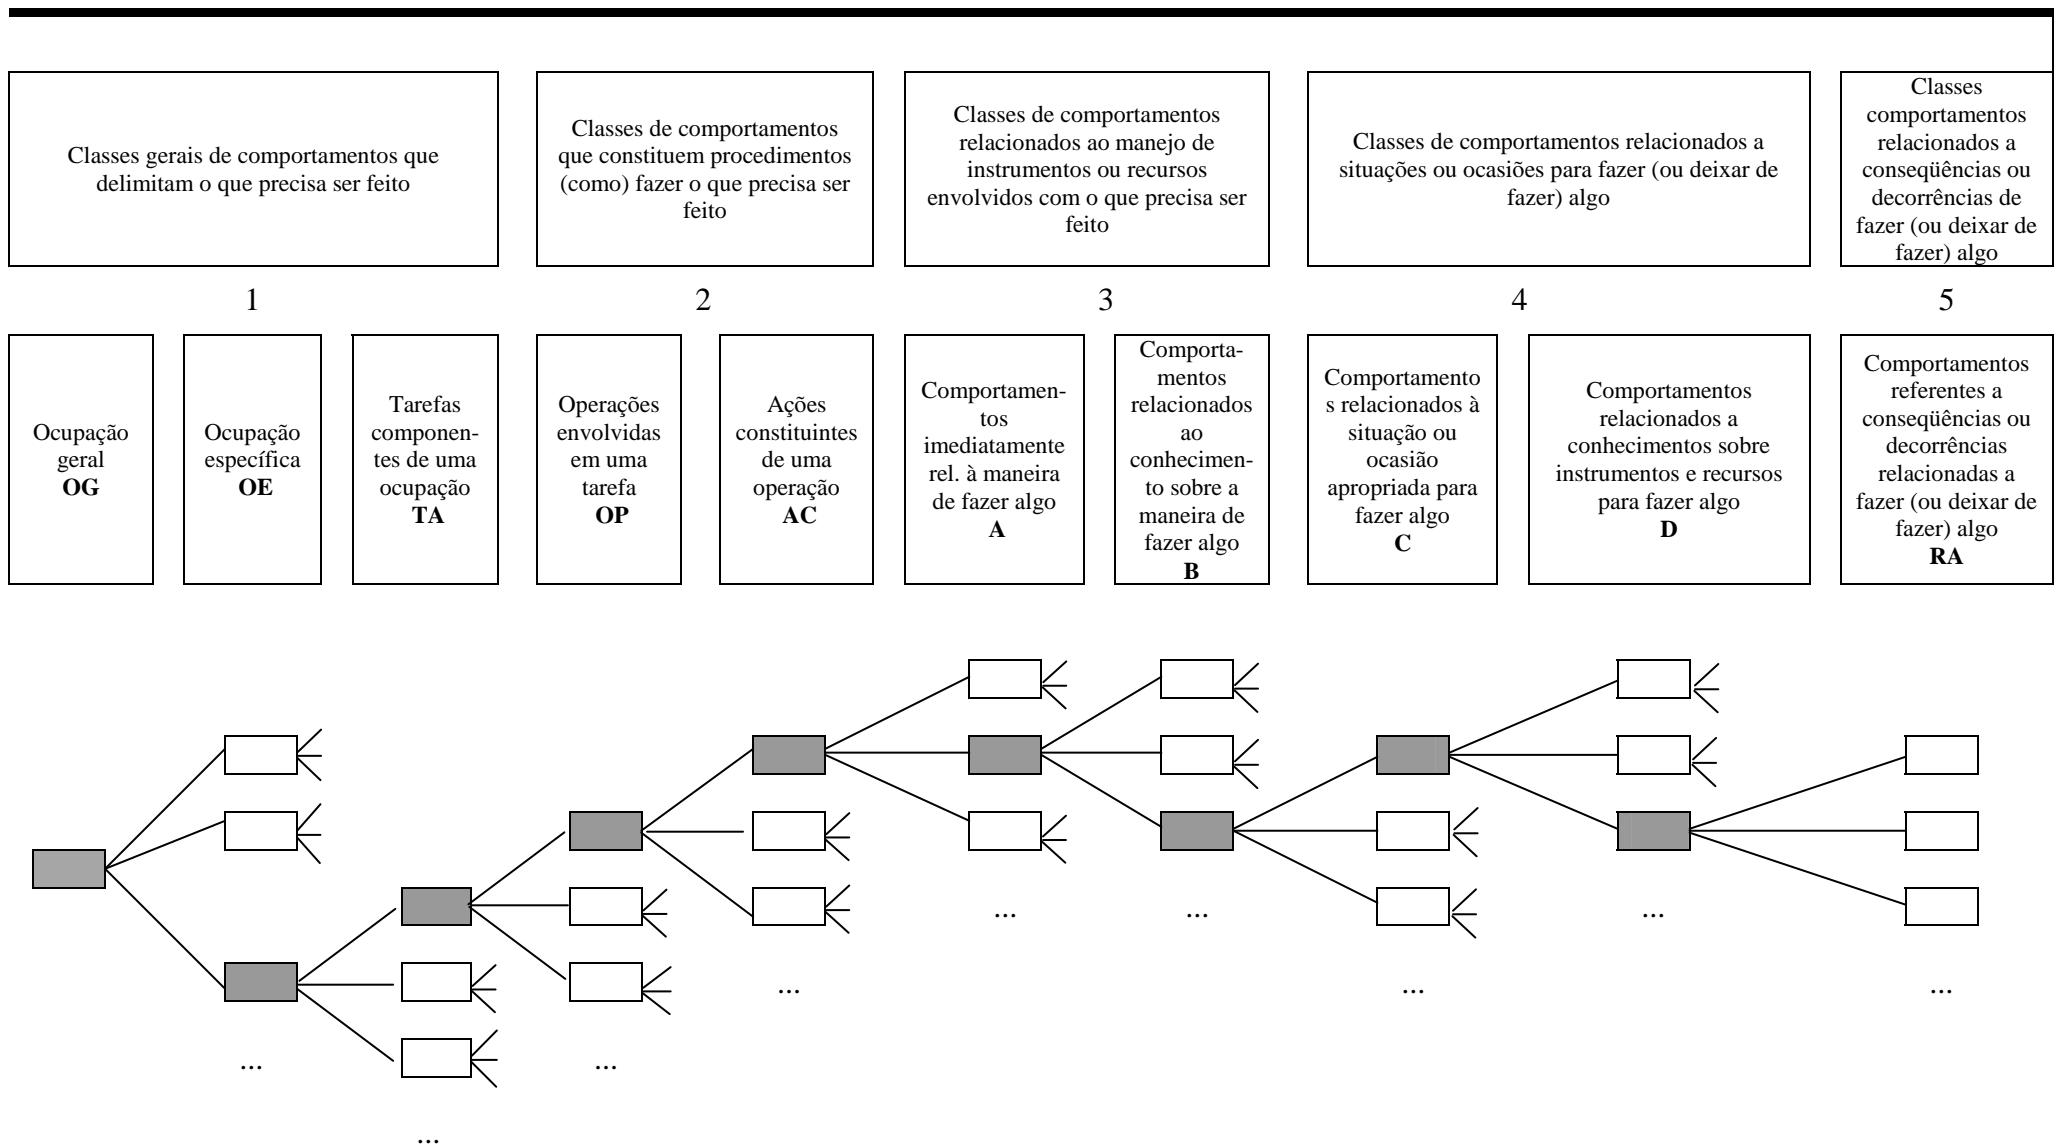 Classes gerais de comportamentos que
delimitam o que precisa ser feito
Classes de comportamentos
que constituem procedimentos
(como) fazer o que precisa ser
feito
Classes de comportamentos
relacionados ao manejo de
instrumentos ou recursos
envolvidos com o que precisa ser
feito
Classes de comportamentos relacionados a
situações ou ocasiões para fazer (ou deixar de
fazer) algo
Classes
comportamentos
relacionados a
conseqüências ou
decorrências de
fazer (ou deixar de
fazer) algo
1
2
3
4
5
Ocupação
geral
OG
Ocupação
específica
OE
Tarefas
componen-
tes de uma
ocupação
TA
Operações
envolvidas
em uma
tarefa
OP
Ações
constituintes
de uma
operação
AC
Comportamen-
tos
imediatamente
rel. à maneira
de fazer algo
A
Comporta-
mentos
relacionados
ao
conhecimen-
to sobre a
maneira de
fazer algo
B
Comportamento
s relacionados à
situação ou
ocasião
apropriada para
fazer algo
C
Comportamentos
relacionados a
conhecimentos sobre
instrumentos e recursos
para fazer algo
D
Comportamentos
referentes a
conseqüências ou
decorrências
relacionadas a
fazer (ou deixar de
fazer) algo
RA
...
...
...
...
...
...
...
...
...